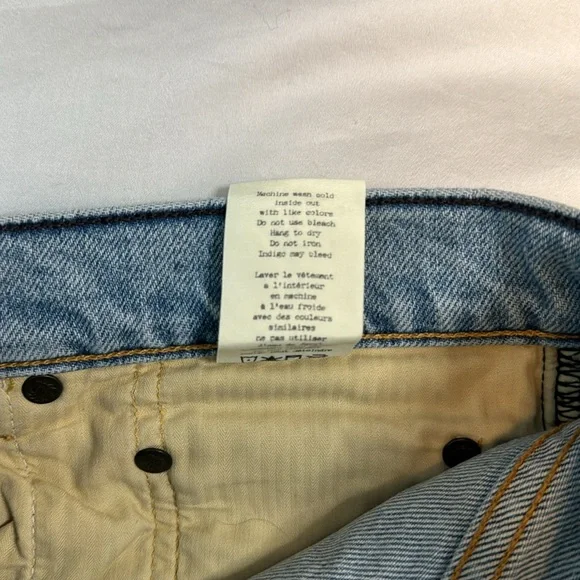 Machine wash cold
inside out
with like colors
Do not use bleach
Hang to dry
Do not iron
Indigo may bleed
Laver le vêtement
à l'intérieur
en machine
à l'eau froide
avec des couleurs
similaires
ne pas utiliser